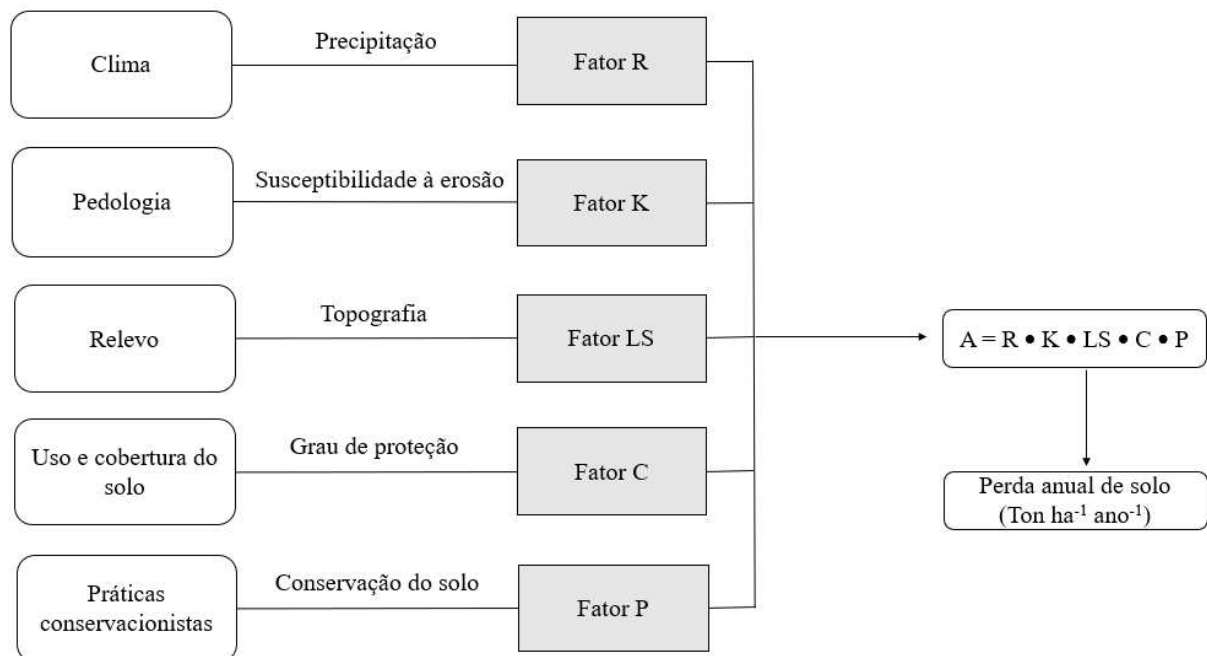 Clima
Precipitação
Fator R
Pedologia
Susceptibilidade à erosão
Fator K
Relevo
Topografia
Fator LS
A = R • K • LS • C • P
Uso e cobertura do
solo
Grau de proteção
Fator C
Perda anual de solo
(Ton ha⁻¹ ano⁻¹)
Práticas
conservacionistas
Conservação do solo
Fator P